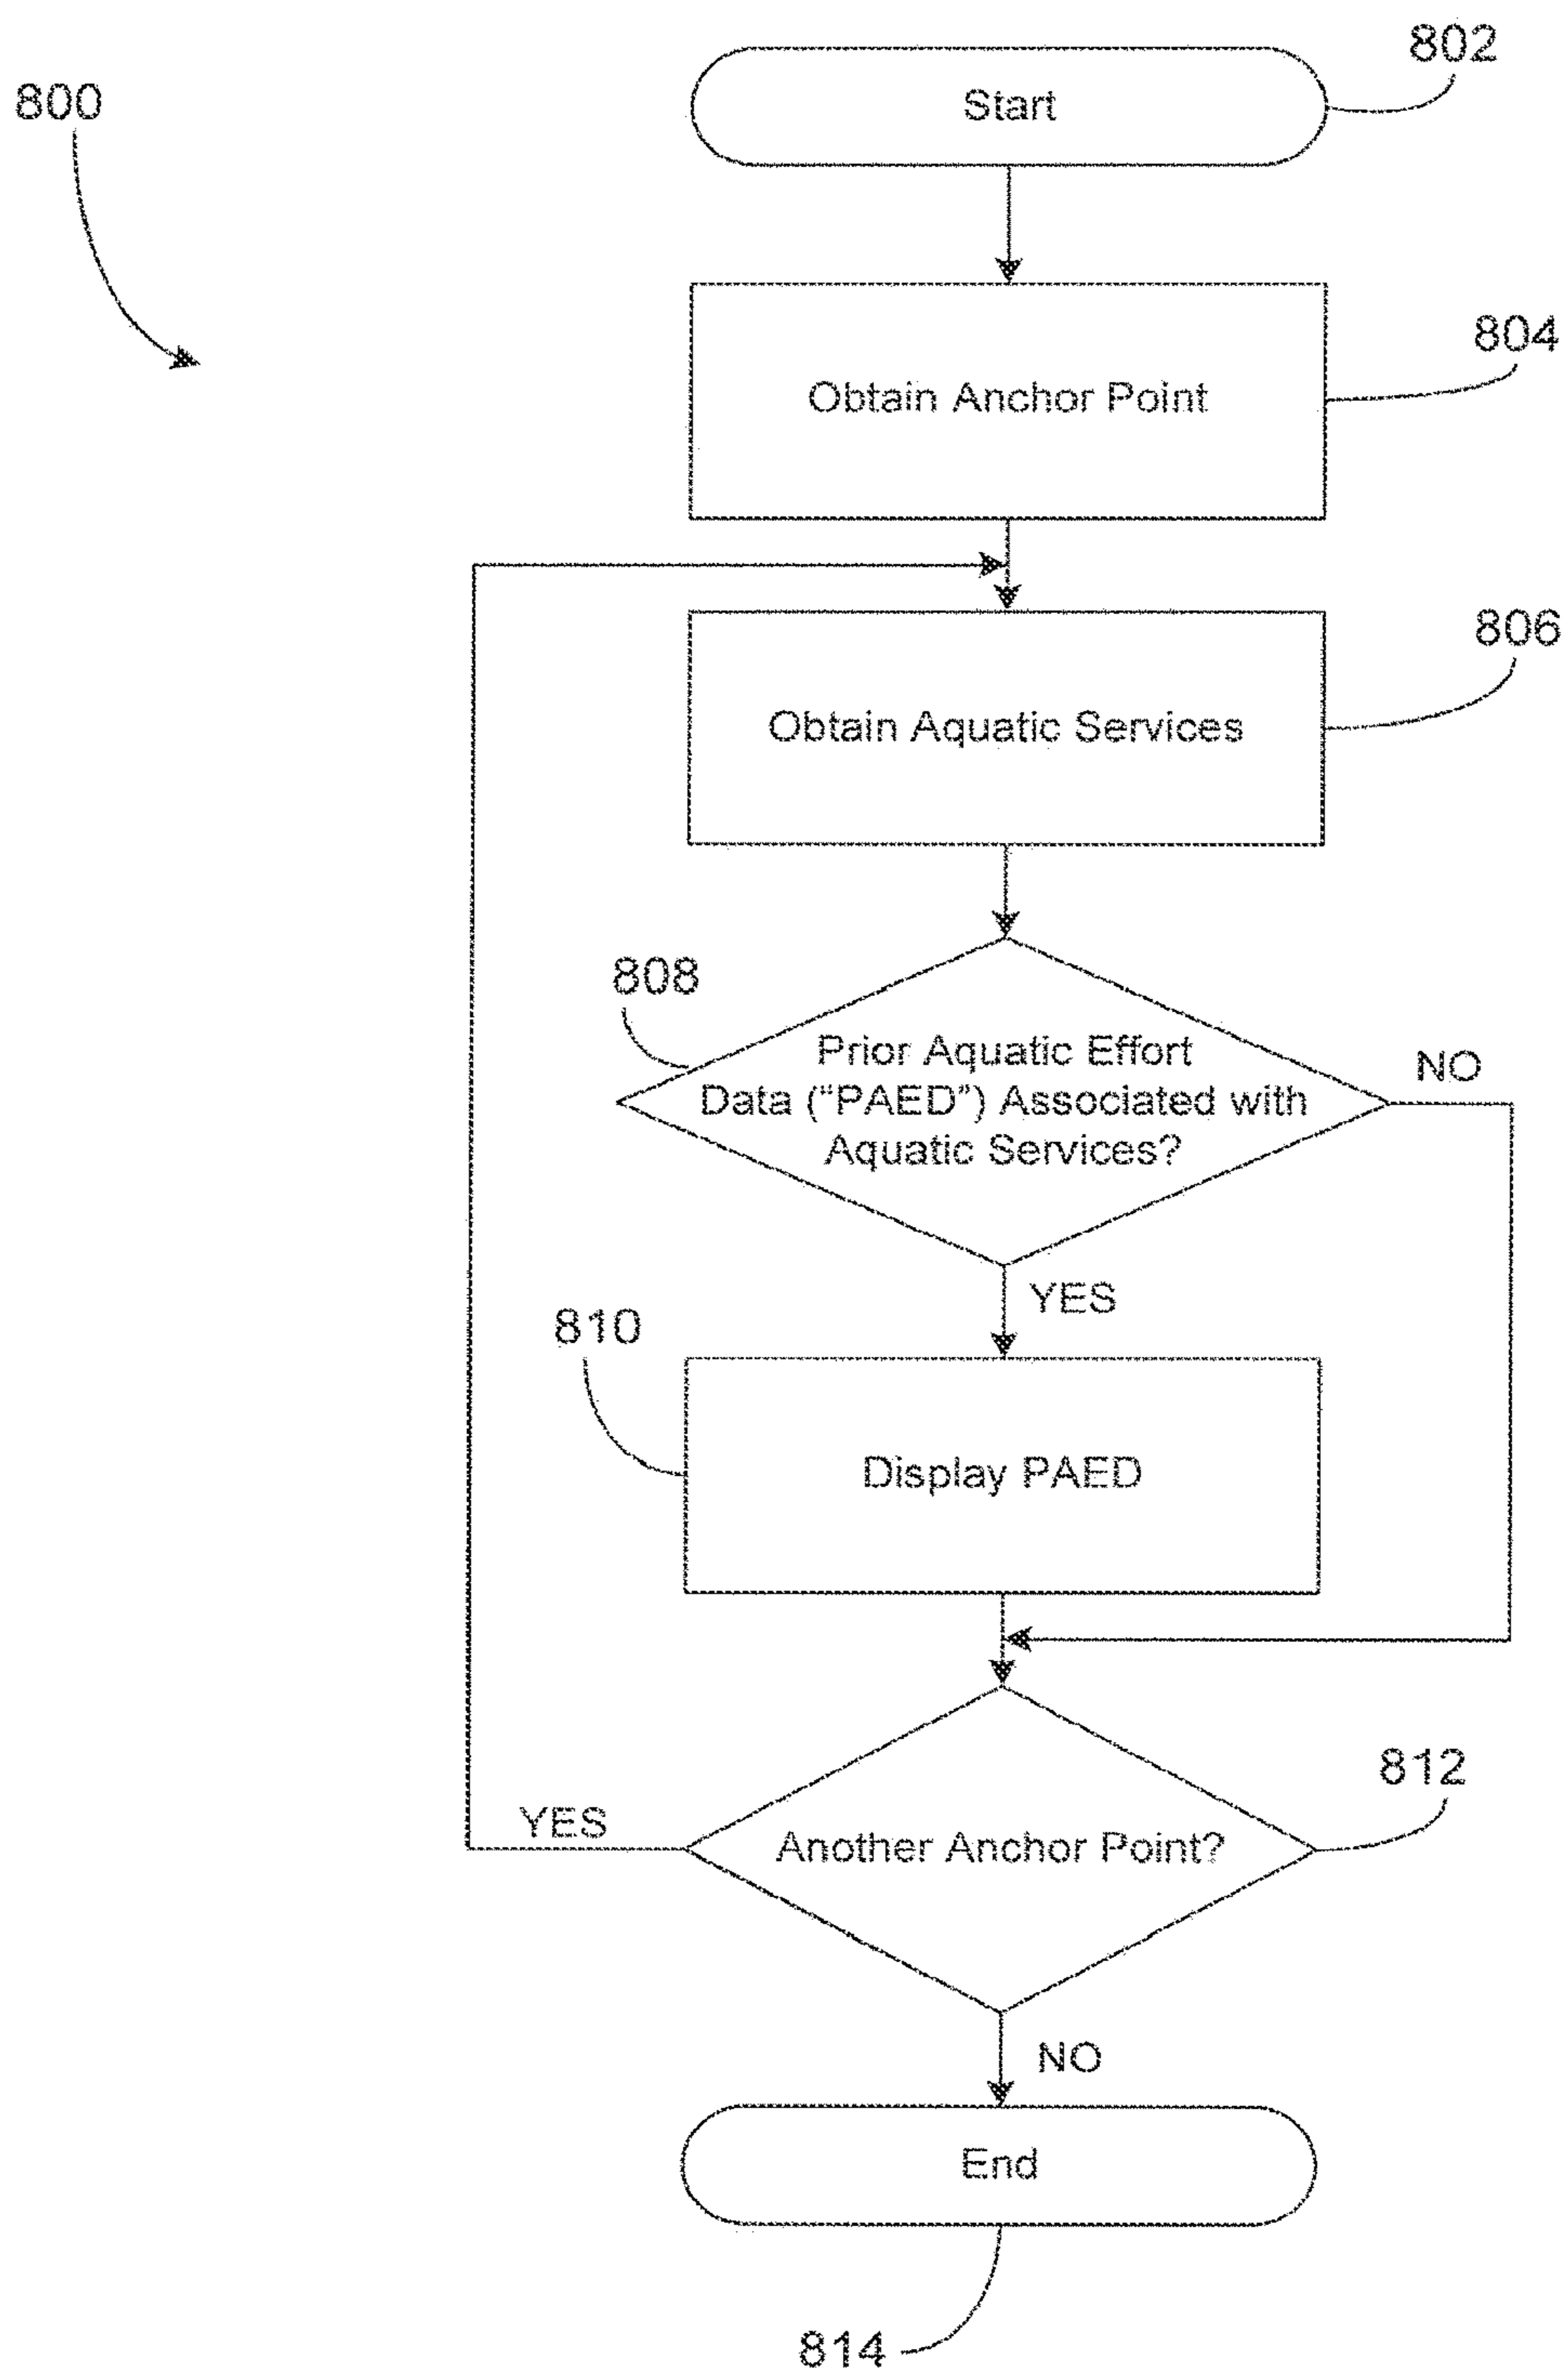 802
Start
800
804
Obtain Anchor Point
806
Obtain Aquatic Services
808
Prior Aquatic Effort
Data (“PAED”) Associated with
Aquatic Services?
NO
YES
810
Display PAED
812
YES
Another Anchor Point?
NO
End
814